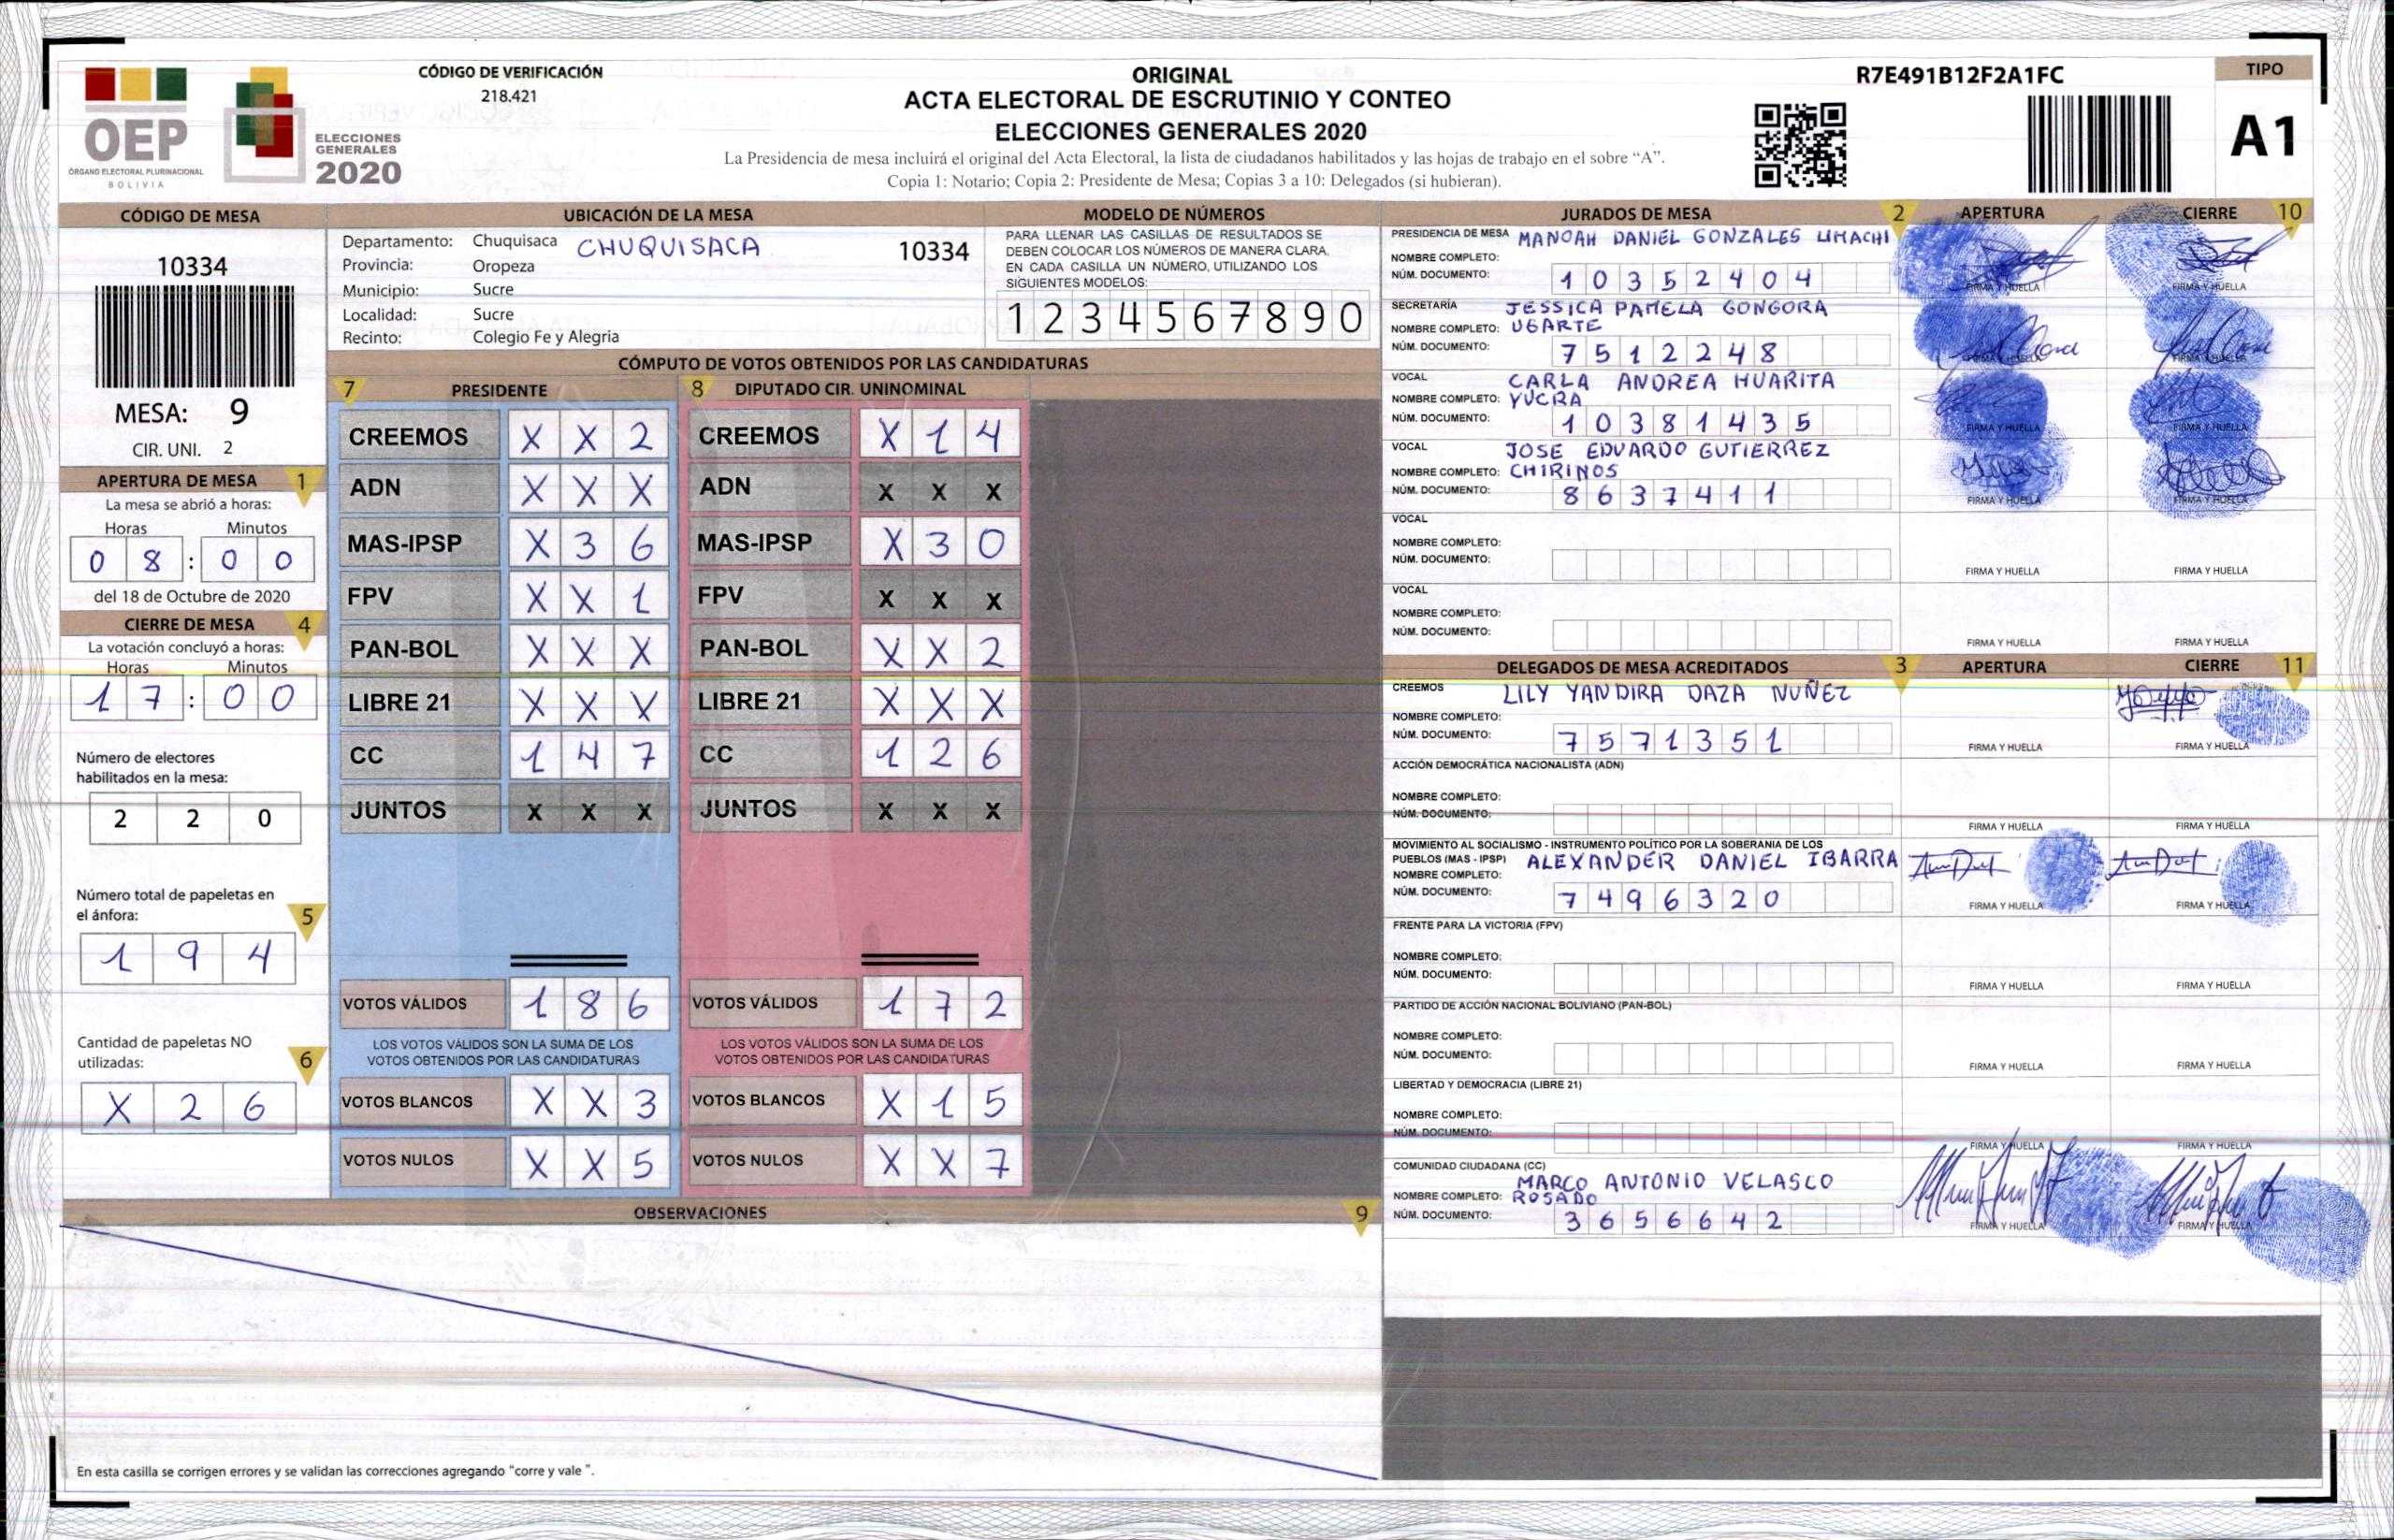 OEP
ÓRGANO ELECTORAL PLURINACIONAL
BOLIVIA
ELECCIONES
GENERALES
2020
CÓDIGO DE VERIFICACIÓN
218.421
ORIGINAL
ACTA ELECTORAL DE ESCRUTINIO Y CONTEO
ELECCIONES GENERALES 2020
La Presidencia de mesa incluirá el original del Acta Electoral, la lista de ciudadanos habilitados y las hojas de trabajo en el sobre “A”.
Copia 1: Notario; Copia 2: Presidente de Mesa; Copias 3 a 10: Delegados (si hubieran).
R7E491B12F2A1FC
TIPO
A1
CÓDIGO DE MESA
10334
MESA: 9
CIR. UNI. 2
APERTURA DE MESA 1
La mesa se abrió a horas:
Horas Minutos
0 8 : 0 0
del 18 de Octubre de 2020
CIERRE DE MESA 4
La votación concluyó a horas:
Horas Minutos
1 7 : 0 0
Número de electores
habilitados en la mesa:
2 2 0
Número total de papeletas en
el ánfora: 5
1 9 4
Cantidad de papeletas NO
utilizadas: 6
X 2 6
UBICACIÓN DE LA MESA
Departamento: Chuquisaca CHUQUISACA 10334
Provincia: Oropeza
Municipio: Sucre
Localidad: Sucre
Recinto: Colegio Fe y Alegria
MODELO DE NÚMEROS
PARA LLENAR LAS CASILLAS DE RESULTADOS SE
DEBEN COLOCAR LOS NÚMEROS DE MANERA CLARA.
EN CADA CASILLA UN NÚMERO, UTILIZANDO LOS
SIGUIENTES MODELOS:
1 2 3 4 5 6 7 8 9 0
CÓMPUTO DE VOTOS OBTENIDOS POR LAS CANDIDATURAS
7 PRESIDENTE
CREEMOS X X 2
ADN X X X
MAS-IPSP X 3 6
FPV X X 1
PAN-BOL X X X
LIBRE 21 X X X
CC 1 4 7
JUNTOS X X X
VOTOS VÁLIDOS 1 8 6
LOS VOTOS VÁLIDOS SON LA SUMA DE LOS
VOTOS OBTENIDOS POR LAS CANDIDATURAS
VOTOS BLANCOS X X 3
VOTOS NULOS X X 5
8 DIPUTADO CIR. UNINOMINAL
CREEMOS X 1 4
ADN X X X
MAS-IPSP X 3 0
FPV X X X
PAN-BOL X X 2
LIBRE 21 X X X
CC 1 2 6
JUNTOS X X X
VOTOS VÁLIDOS 1 7 2
LOS VOTOS VÁLIDOS SON LA SUMA DE LOS
VOTOS OBTENIDOS POR LAS CANDIDATURAS
VOTOS BLANCOS X 1 5
VOTOS NULOS X X 7
OBSERVACIONES 9
En esta casilla se corrigen errores y se validan las correcciones agregando “corre y vale ”.
JURADOS DE MESA 2 APERTURA CIERRE 10
PRESIDENCIA DE MESA MANOAH DANIEL GONZALES LIMACHI
NOMBRE COMPLETO:
NÚM. DOCUMENTO: 1 0 3 5 2 4 0 4
FIRMA Y HUELLA FIRMA Y HUELLA
SECRETARÍA JESSICA PAMELA GONGORA
NOMBRE COMPLETO: UGARTE
NÚM. DOCUMENTO: 7 5 1 2 2 4 8
FIRMA Y HUELLA FIRMA Y HUELLA
VOCAL CARLA ANDREA HUARITA
NOMBRE COMPLETO: YUCRA
NÚM. DOCUMENTO: 1 0 3 8 1 4 3 5
FIRMA Y HUELLA FIRMA Y HUELLA
VOCAL JOSE EDUARDO GUTIERREZ
NOMBRE COMPLETO: CHIRINOS
NÚM. DOCUMENTO: 8 6 3 7 4 1 1
FIRMA Y HUELLA FIRMA Y HUELLA
VOCAL
NOMBRE COMPLETO:
NÚM. DOCUMENTO:
FIRMA Y HUELLA FIRMA Y HUELLA
VOCAL
NOMBRE COMPLETO:
NÚM. DOCUMENTO:
FIRMA Y HUELLA FIRMA Y HUELLA
DELEGADOS DE MESA ACREDITADOS 3 APERTURA CIERRE 11
CREEMOS LILY YANDIRA DAZA NUÑEZ
NOMBRE COMPLETO:
NÚM. DOCUMENTO: 7 5 7 1 3 5 1
FIRMA Y HUELLA FIRMA Y HUELLA
ACCIÓN DEMOCRÁTICA NACIONALISTA (ADN)
NOMBRE COMPLETO:
NÚM. DOCUMENTO:
FIRMA Y HUELLA FIRMA Y HUELLA
MOVIMIENTO AL SOCIALISMO - INSTRUMENTO POLÍTICO POR LA SOBERANIA DE LOS
PUEBLOS (MAS - IPSP) ALEXANDER DANIEL IBARRA
NOMBRE COMPLETO:
NÚM. DOCUMENTO: 7 4 9 6 3 2 0
FIRMA Y HUELLA FIRMA Y HUELLA
FRENTE PARA LA VICTORIA (FPV)
NOMBRE COMPLETO:
NÚM. DOCUMENTO:
FIRMA Y HUELLA FIRMA Y HUELLA
PARTIDO DE ACCIÓN NACIONAL BOLIVIANO (PAN-BOL)
NOMBRE COMPLETO:
NÚM. DOCUMENTO:
FIRMA Y HUELLA FIRMA Y HUELLA
LIBERTAD Y DEMOCRACIA (LIBRE 21)
NOMBRE COMPLETO:
NÚM. DOCUMENTO:
FIRMA Y HUELLA FIRMA Y HUELLA
COMUNIDAD CIUDADANA (CC)
MARCO ANTONIO VELASCO
NOMBRE COMPLETO: ROSADO
NÚM. DOCUMENTO: 3 6 5 6 6 4 2
FIRMA Y HUELLA FIRMA Y HUELLA